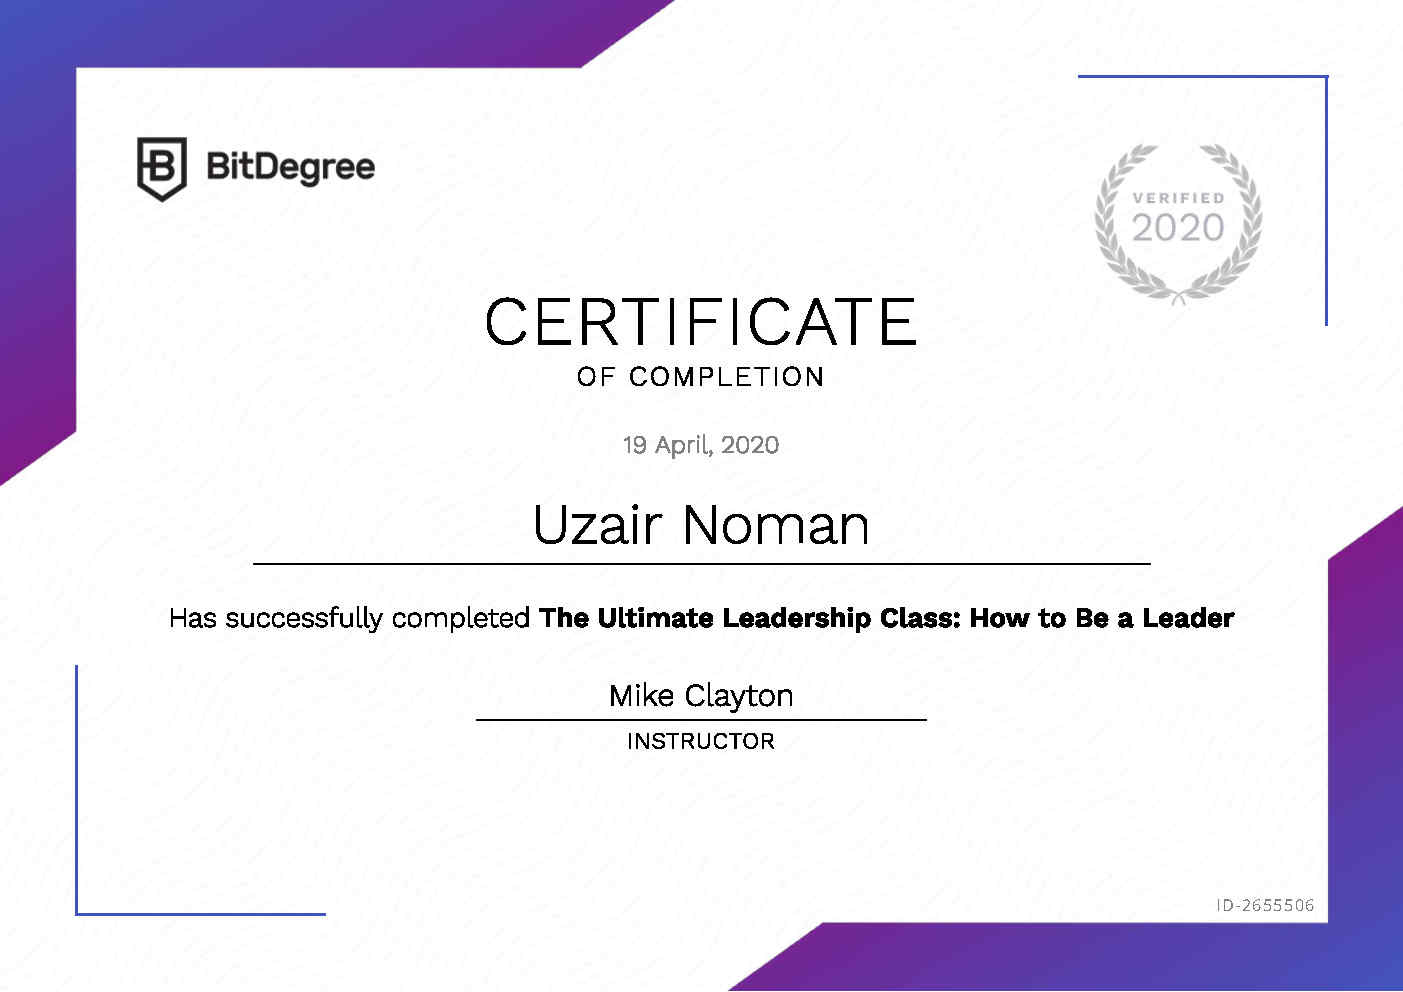 BitDegree
VERIFIED
2020
CERTIFICATE
OF COMPLETION
19 April, 2020
Uzair Noman
Has successfully completed The Ultimate Leadership Class: How to Be a Leader
Mike Clayton
INSTRUCTOR
ID-2655506